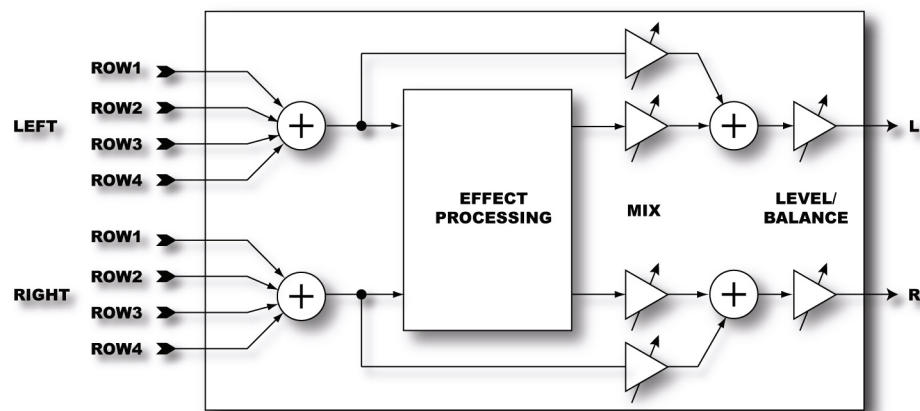 ROW1
ROW2
LEFT
ROW3
ROW4
ROW1
ROW2
RIGHT
ROW3
ROW4
EFFECT
PROCESSING
MIX
LEVEL/
BALANCE
L
R